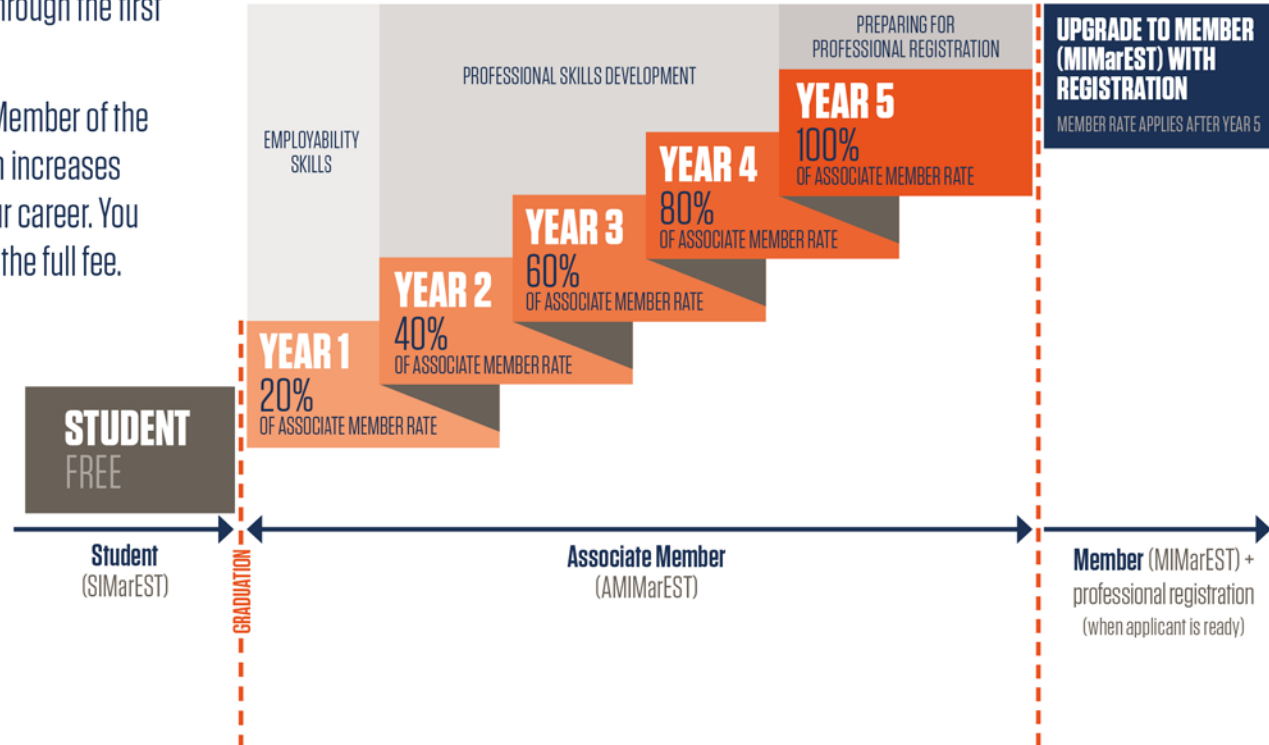 through the first
Member of the
increases
career. You
the full fee.
EMPLOYABILITY
SKILLS
PROFESSIONAL SKILLS DEVELOPMENT
PREPARING FOR
PROFESSIONAL REGISTRATION
UPGRADE TO MEMBER
(MIMarEST) WITH
REGISTRATION
MEMBER RATE APPLIES AFTER YEAR 5
YEAR 5
100%
OF ASSOCIATE MEMBER RATE
YEAR 4
80%
OF ASSOCIATE MEMBER RATE
YEAR 3
60%
OF ASSOCIATE MEMBER RATE
YEAR 2
40%
OF ASSOCIATE MEMBER RATE
YEAR 1
20%
OF ASSOCIATE MEMBER RATE
STUDENT
FREE
Student
(SIMarEST)
GRADUATION
Associate Member
(AMIMarEST)
Member (MIMarEST) +
professional registration
(when applicant is ready)